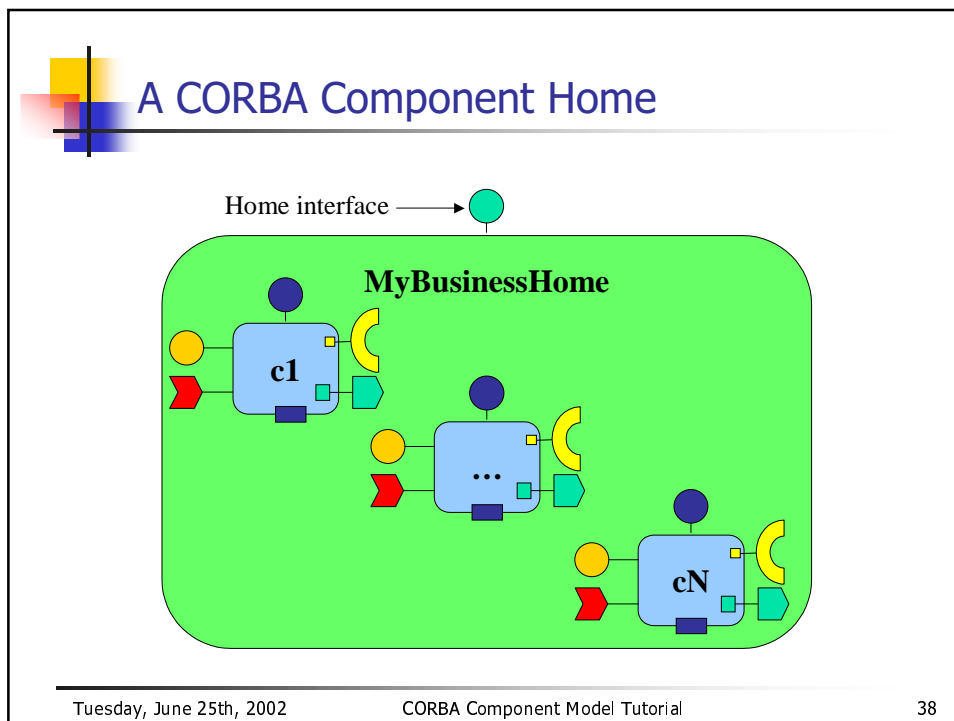 A CORBA Component Home
Home interface
MyBusinessHome
c1
...
cN
Tuesday, June 25th, 2002 CORBA Component Model Tutorial 38